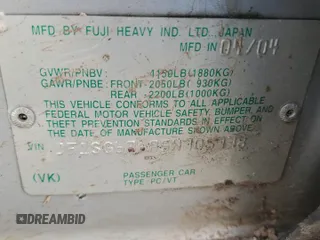 MFD BY FUJI HEAVY IND. LTD. JAPAN
MFD IN 04/04
GVWR/PNBV 4150LB(1880KG)
GAWR/PNBE: FRONT 2050LB( 930KG)
REAR 2200LB(1000KG)
THIS VEHICLE CONFORMS TO ALL APPLICABLE
FEDERAL MOTOR VEHICLE SAFETY, BUMPER,
AND THEFT PREVENTION STANDARDS IN EFFECT
ON THE DATE OF MANUFACTURE SHOWN ABOVE.
(VK)
PASSENGER CAR
TYPE: PC/VT
DREAMBID